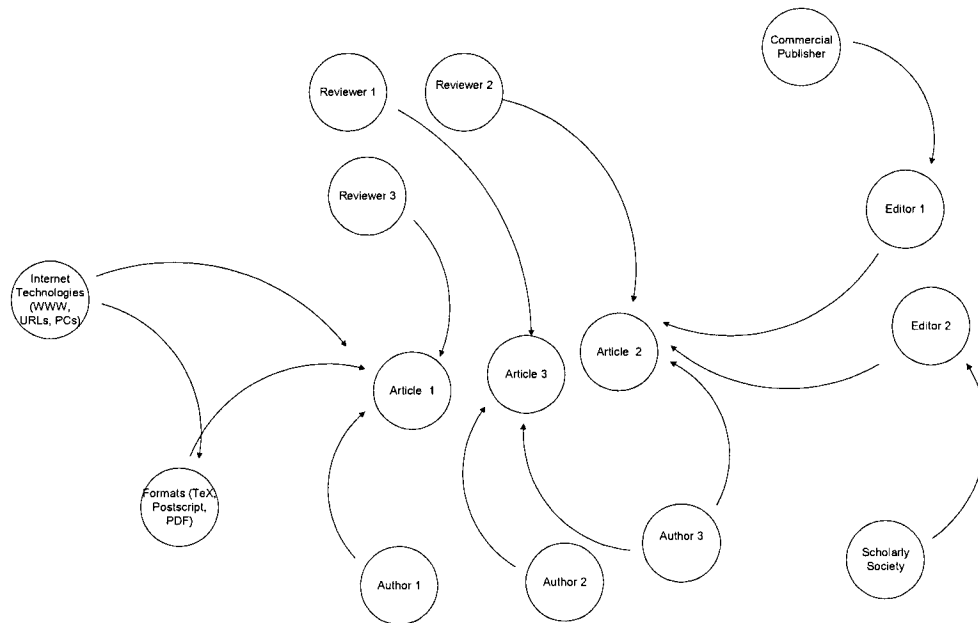 Commercial
Publisher
Reviewer 1
Reviewer 2
Reviewer 3
Editor 1
Internet
Technologies
(WWW,
URLs, PCs)
Editor 2
Article 1
Article 3
Article 2
Formats (TeX,
Postscript,
PDF)
Author 1
Author 2
Author 3
Scholarly
Society